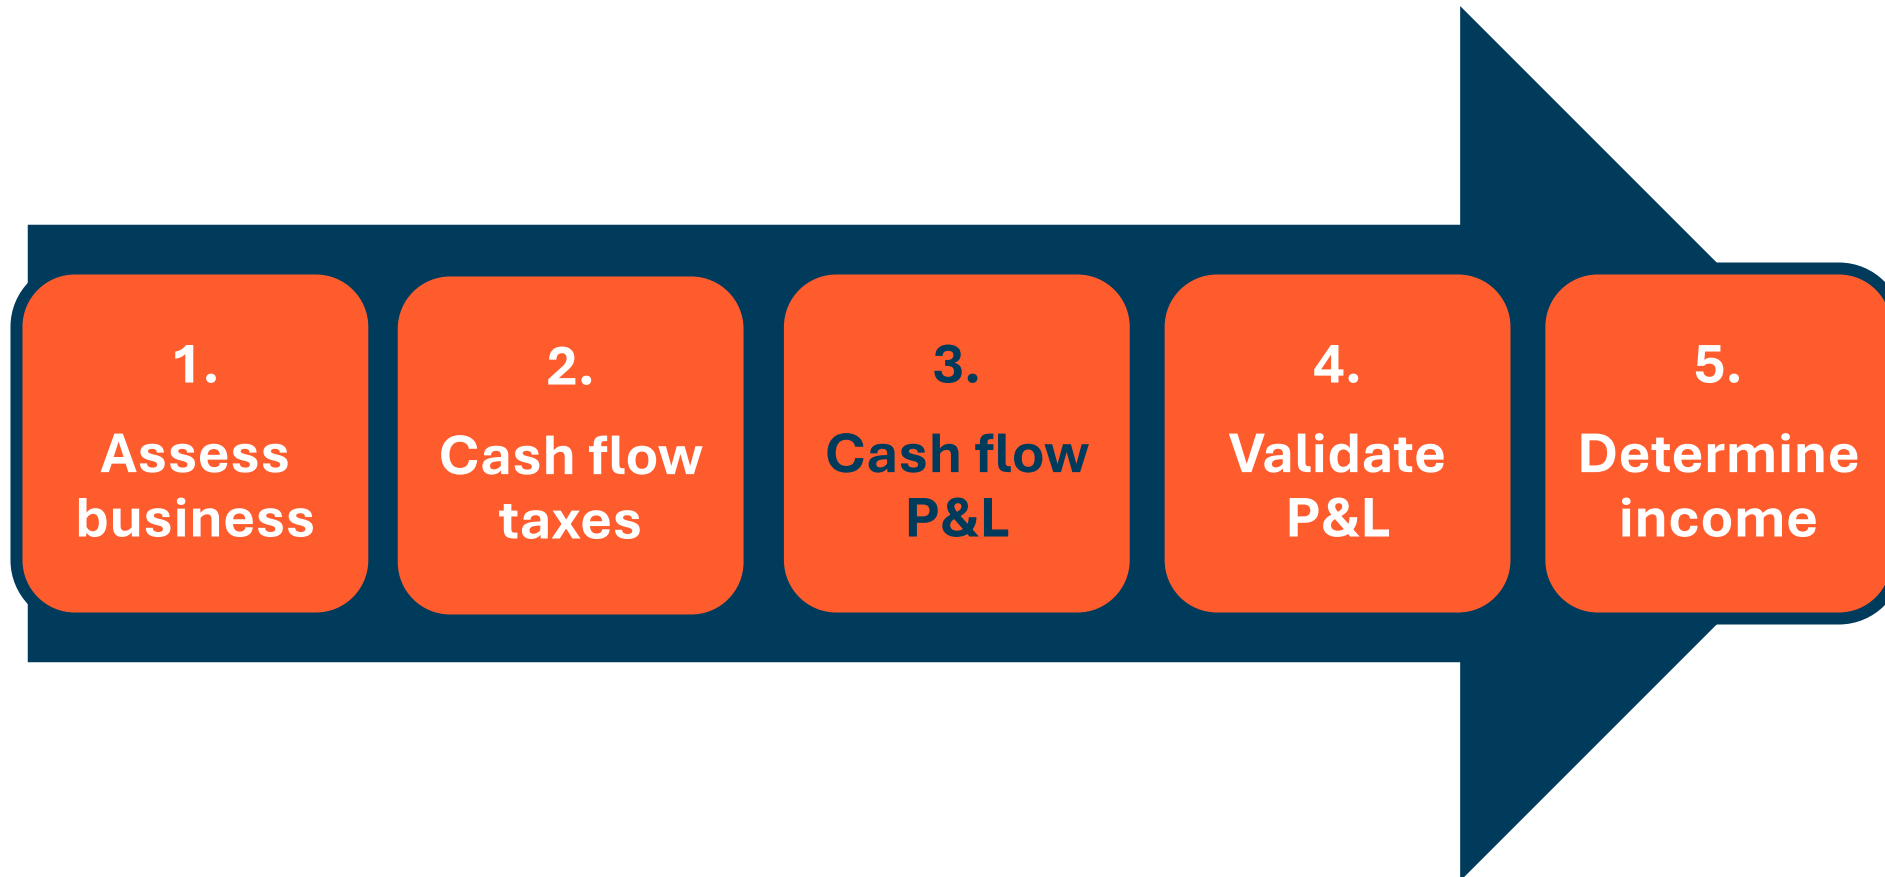 1.
Assess
business
2.
Cash flow
taxes
3.
Cash flow
P&L
4.
Validate
P&L
5.
Determine
income